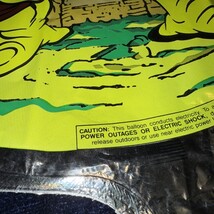 CAUTION: This balloon conducts electricity. To
POWER OUTAGES OR ELECTRIC SHOCK,
release outdoors or use near electric power